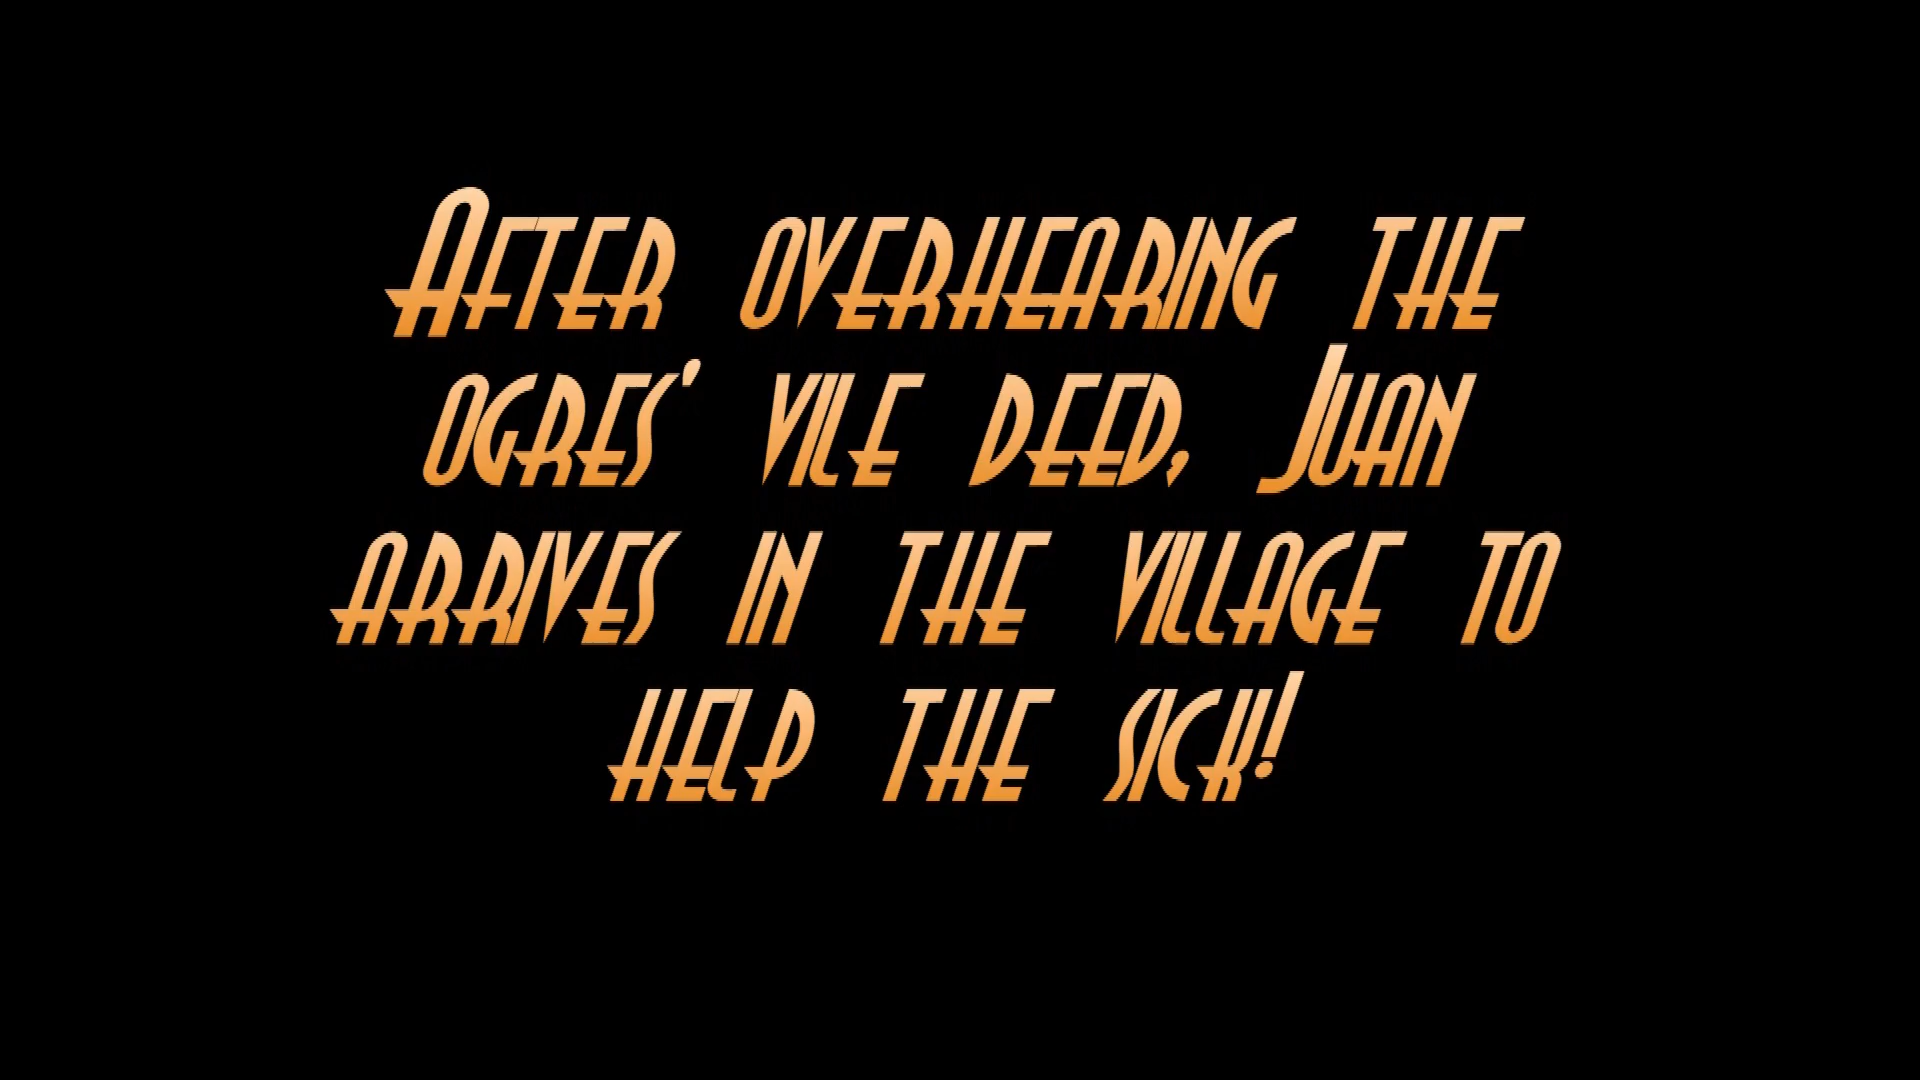 After overhearing the
ogres' vile deed, Juan
arrives in the village to
help the sick!